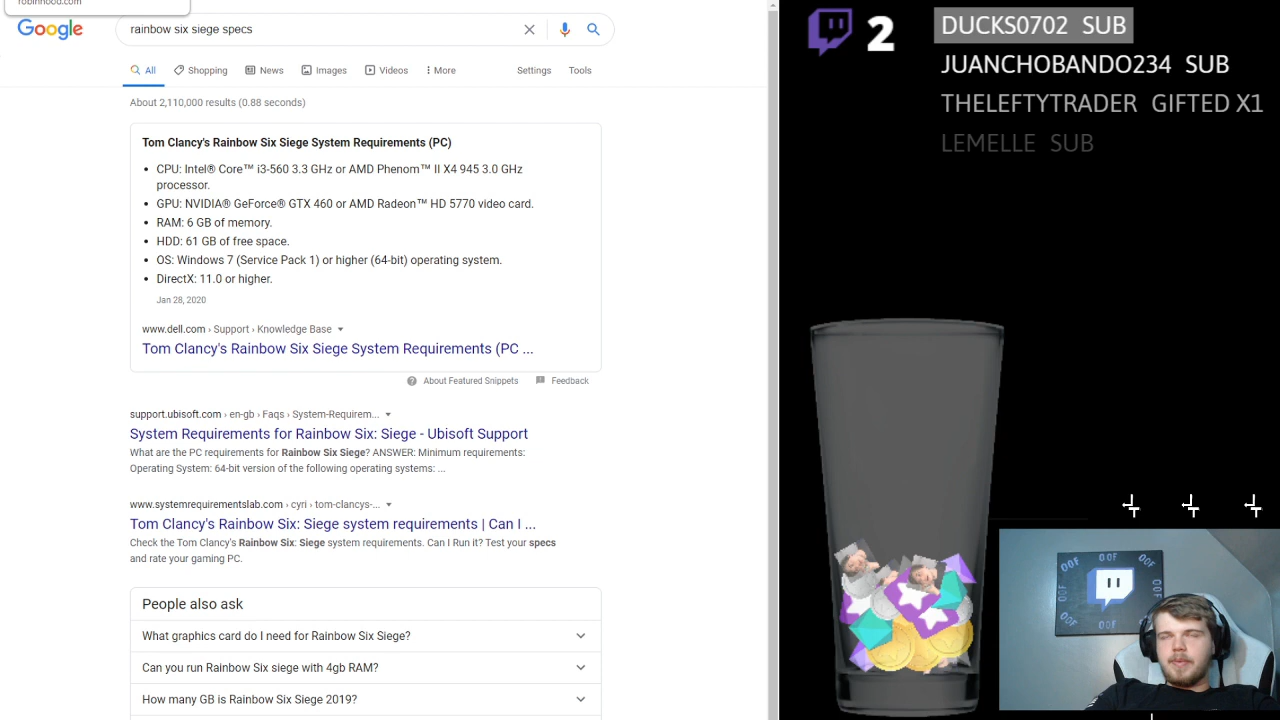 robinhood.com
Google
rainbow six siege specs
All
Shopping
News
Images
Videos
More
Settings
Tools
About 2,110,000 results (0.88 seconds)
Tom Clancy's Rainbow Six Siege System Requirements (PC)
• CPU: Intel® Core™ i3-560 3.3 GHz or AMD Phenom™ II X4 945 3.0 GHz
processor.
• GPU: NVIDIA® GeForce® GTX 460 or AMD Radeon™ HD 5770 video card.
• RAM: 6 GB of memory.
• HDD: 61 GB of free space.
• OS: Windows 7 (Service Pack 1) or higher (64-bit) operating system.
• DirectX: 11.0 or higher.
Jan 28, 2020
www.dell.com › Support › Knowledge Base
Tom Clancy's Rainbow Six Siege System Requirements (PC ...
About Featured Snippets
Feedback
support.ubisoft.com › en-gb › Faqs › System-Requirem...
System Requirements for Rainbow Six: Siege - Ubisoft Support
What are the PC requirements for Rainbow Six Siege? ANSWER: Minimum requirements:
Operating System: 64-bit version of the following operating systems: ...
www.systemrequirementslab.com › cyri › tom-clancys-...
Tom Clancy's Rainbow Six: Siege system requirements | Can I ...
Check the Tom Clancy's Rainbow Six: Siege system requirements. Can I Run it? Test your specs
and rate your gaming PC.
People also ask
What graphics card do I need for Rainbow Six Siege?
Can you run Rainbow Six siege with 4gb RAM?
How many GB is Rainbow Six Siege 2019?
2
DUCKS0702 SUB
JUANCHOBANDO234 SUB
THELEFTYTRADER GIFTED X1
LEMELLE SUB
OOF
OOF
OOF
OOF
OOF
OOF